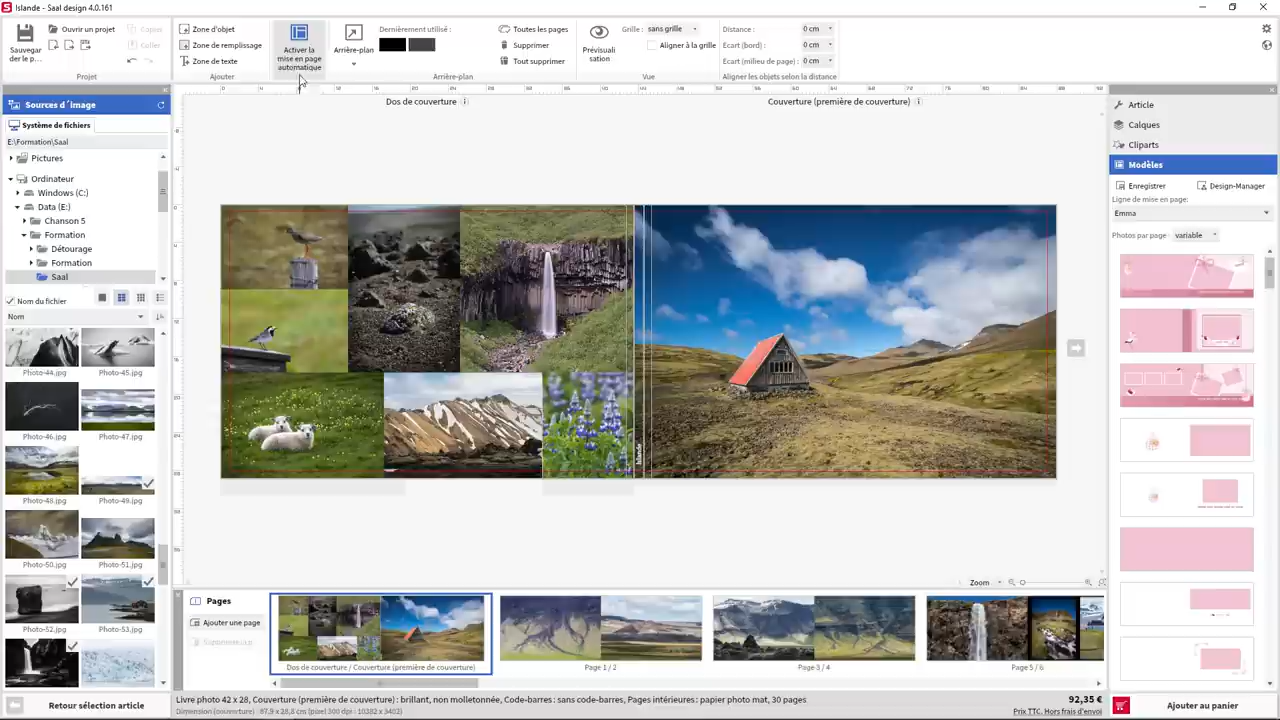 Islande - Saal design 4.0.161
Sauvegar
der le p...
Ouvrir un projet
Copier
Coller
Projet
Zone d'objet
Zone de remplissage
Zone de texte
Ajouter
Activer la
mise en page
automatique
Arrière-plan
Dernièrement utilisé :
Toutes les pages
Supprimer
Tout supprimer
Arrière-plan
Prévisuali
sation
Grille : sans grille
Aligner à la grille
Vue
Distance : 0 cm
Ecart (bord) : 0 cm
Ecart (milieu de page) : 0 cm
Aligner les objets selon la distance
Sources d´image
Système de fichiers
E:\Formation\Saal
Pictures
Ordinateur
Windows (C:)
Data (E:)
Chanson 5
Formation
Détourage
Formation
Saal
Nom du fichier
Nom
Photo-44.jpg Photo-45.jpg
Photo-46.jpg Photo-47.jpg
Photo-48.jpg Photo-49.jpg
Photo-50.jpg Photo-51.jpg
Photo-52.jpg Photo-53.jpg
Retour sélection article
Dos de couverture
Couverture (première de couverture)
Islande
Zoom
Article
Calques
Cliparts
Modèles
Enregistrer Design-Manager
Ligne de mise en page:
Emma
Photos par page : variable
Pages
Ajouter une page
Dos de couverture / Couverture (première de couverture)
Page 1 / 2
Page 3 / 4
Page 5 / 6
Livre photo 42 x 28, Couverture (première de couverture) : brillant, non molletonnée, Code-barres : sans code-barres, Pages intérieures : papier photo mat, 30 pages
92,35 €
Prix TTC. Hors frais d'envoi
Ajouter au panier